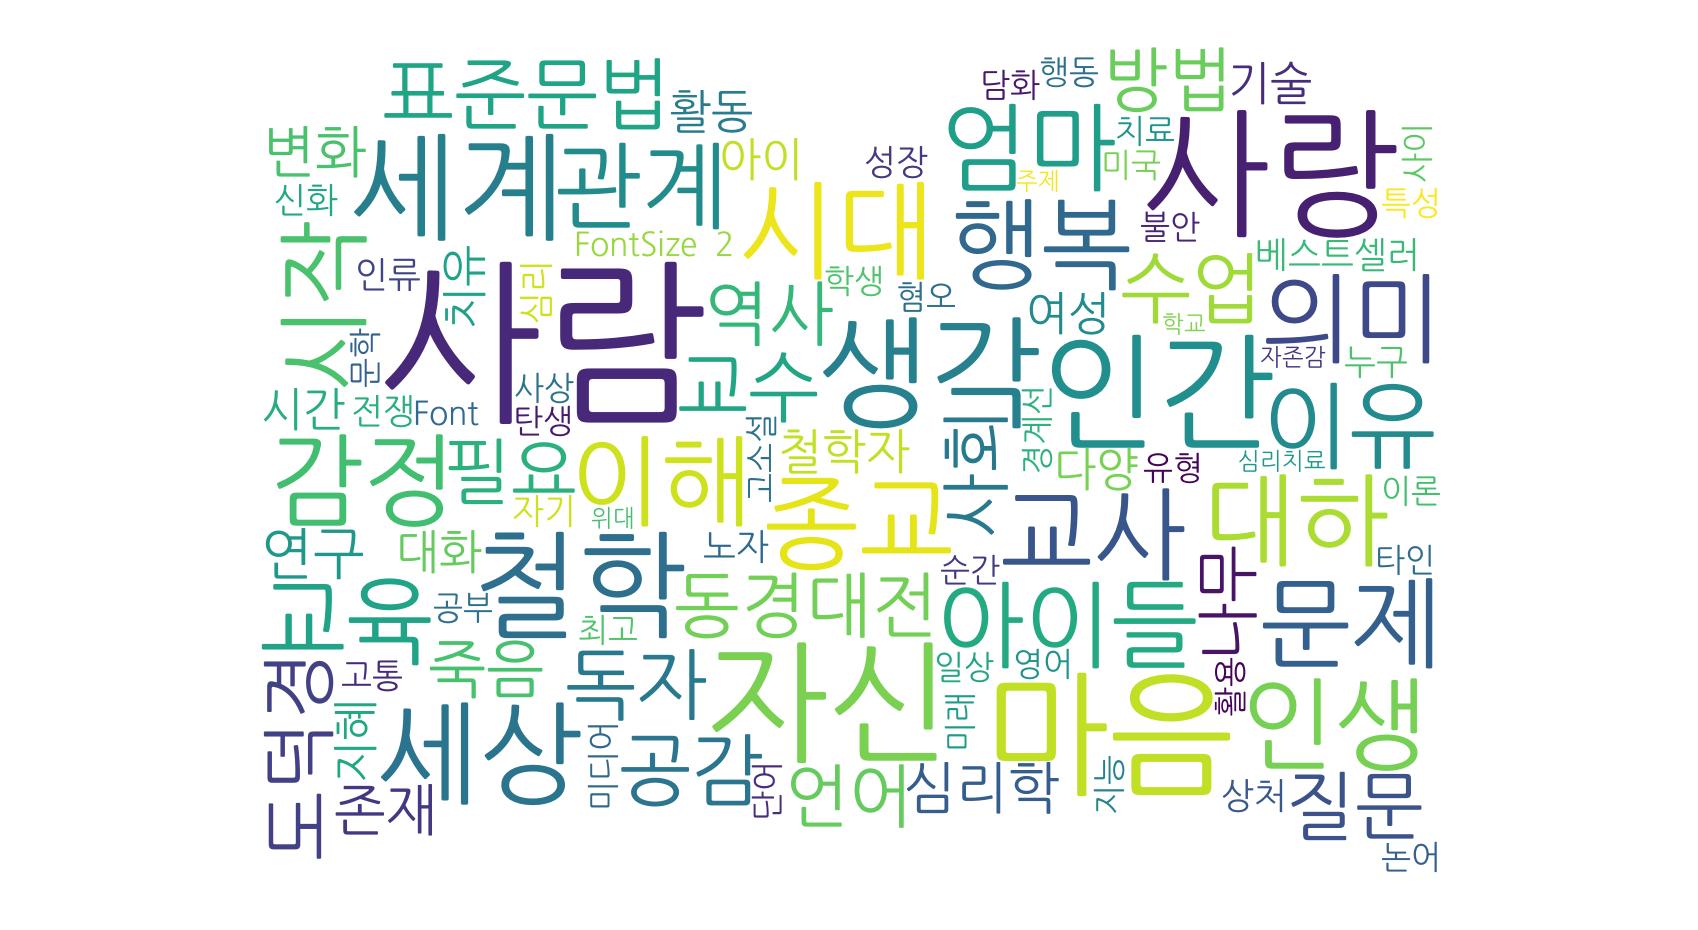 표준문법
활동
담화
행동
방법
기술
변화
세계
관계
아이
성장
엄마
치료
미국
사랑
사이
신화
주제
특성
시작
인류
치유
FontSize 2
심리
시대
학생
행복
불안
베스트셀러
수업
혐오
여성
학교
의미
문학
사람
역사
생각
인간
자존감
누구
시간
전쟁
Font
사상
탄생
교수
사회
경계선
이유
감정
필요
이해
고소설
철학자
다양
유형
심리치료
자기
위대
종교
교사
대하
이론
연구
대화
철학
노자
순간
나무
타인
교육
공부
최고
동경대전
아이들
문제
도덕경
고통
죽음
독자
자신
일상
영어
활용
마음
인생
지혜
세상
미디어
공감
미래
존재
단어
언어
심리학
지능
상처
질문
논어